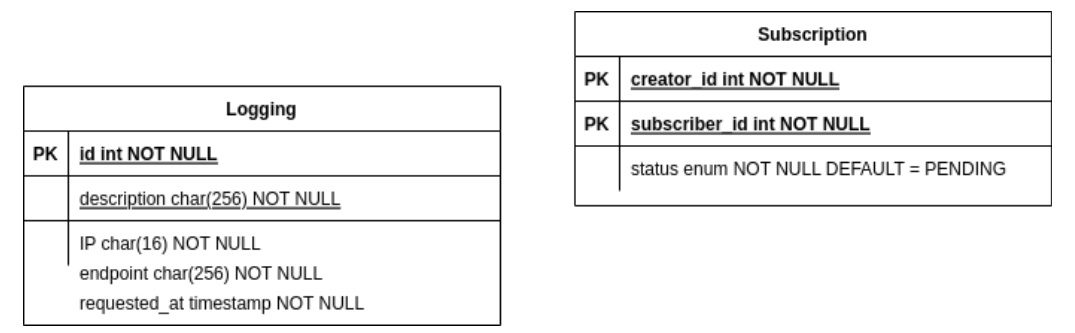 Logging
PK id int NOT NULL
description char(256) NOT NULL
IP char(16) NOT NULL
endpoint char(256) NOT NULL
requested_at timestamp NOT NULL
Subscription
PK creator_id int NOT NULL
PK subscriber_id int NOT NULL
status enum NOT NULL DEFAULT = PENDING